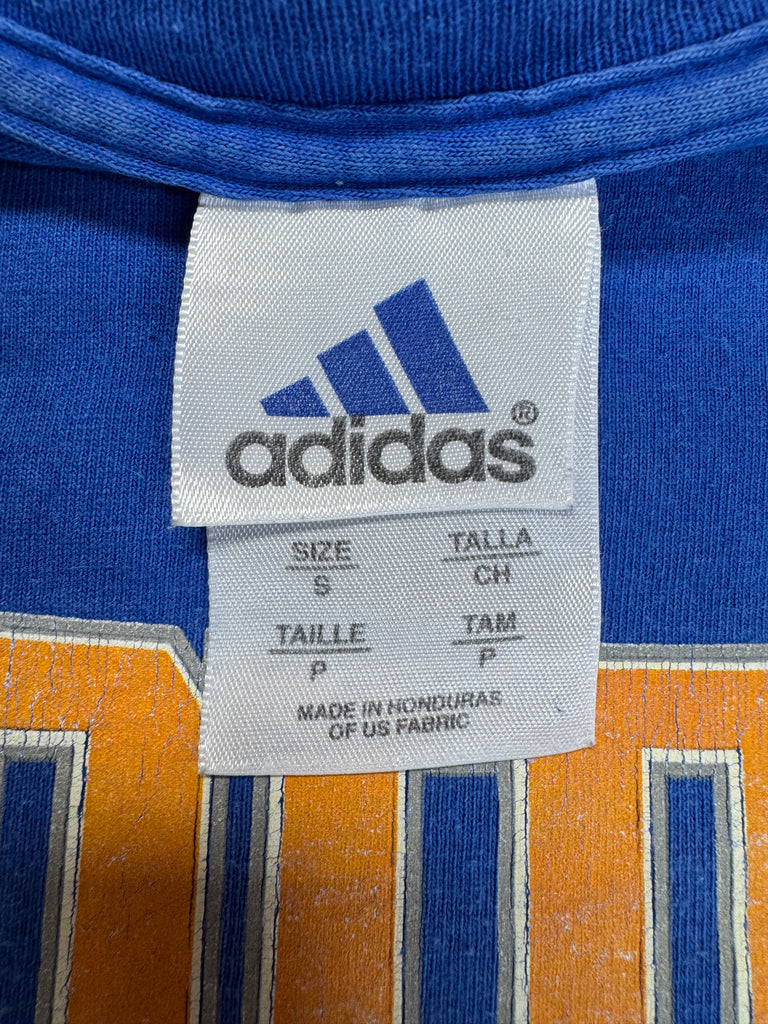 adidas®
SIZE TALLA
S CH
TAILLE TAM
P P
MADE IN HONDURAS
OF US FABRIC